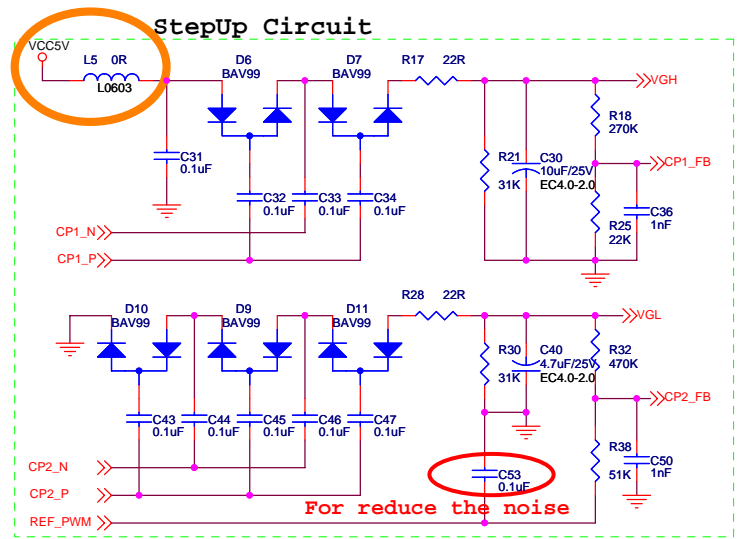 StepUp Circuit
VCC5V
L5 0R
L0603
D6
BAV99
D7
BAV99
R17 22R
VGH
C31
0.1uF
C32
0.1uF
C33
0.1uF
C34
0.1uF
R21
31K
C30
10uF/25V
EC4.0-2.0
R18
270K
CP1_FB
R25
22K
C36
1nF
CP1_N
CP1_P
D10
BAV99
D9
BAV99
D11
BAV99
R28 22R
VGL
C43
0.1uF
C44
0.1uF
C45
0.1uF
C46
0.1uF
C47
0.1uF
R30
31K
C40
4.7uF/25V
EC4.0-2.0
R32
470K
CP2_FB
R38
51K
C50
1nF
CP2_N
CP2_P
C53
0.1uF
REF_PWM
For reduce the noise